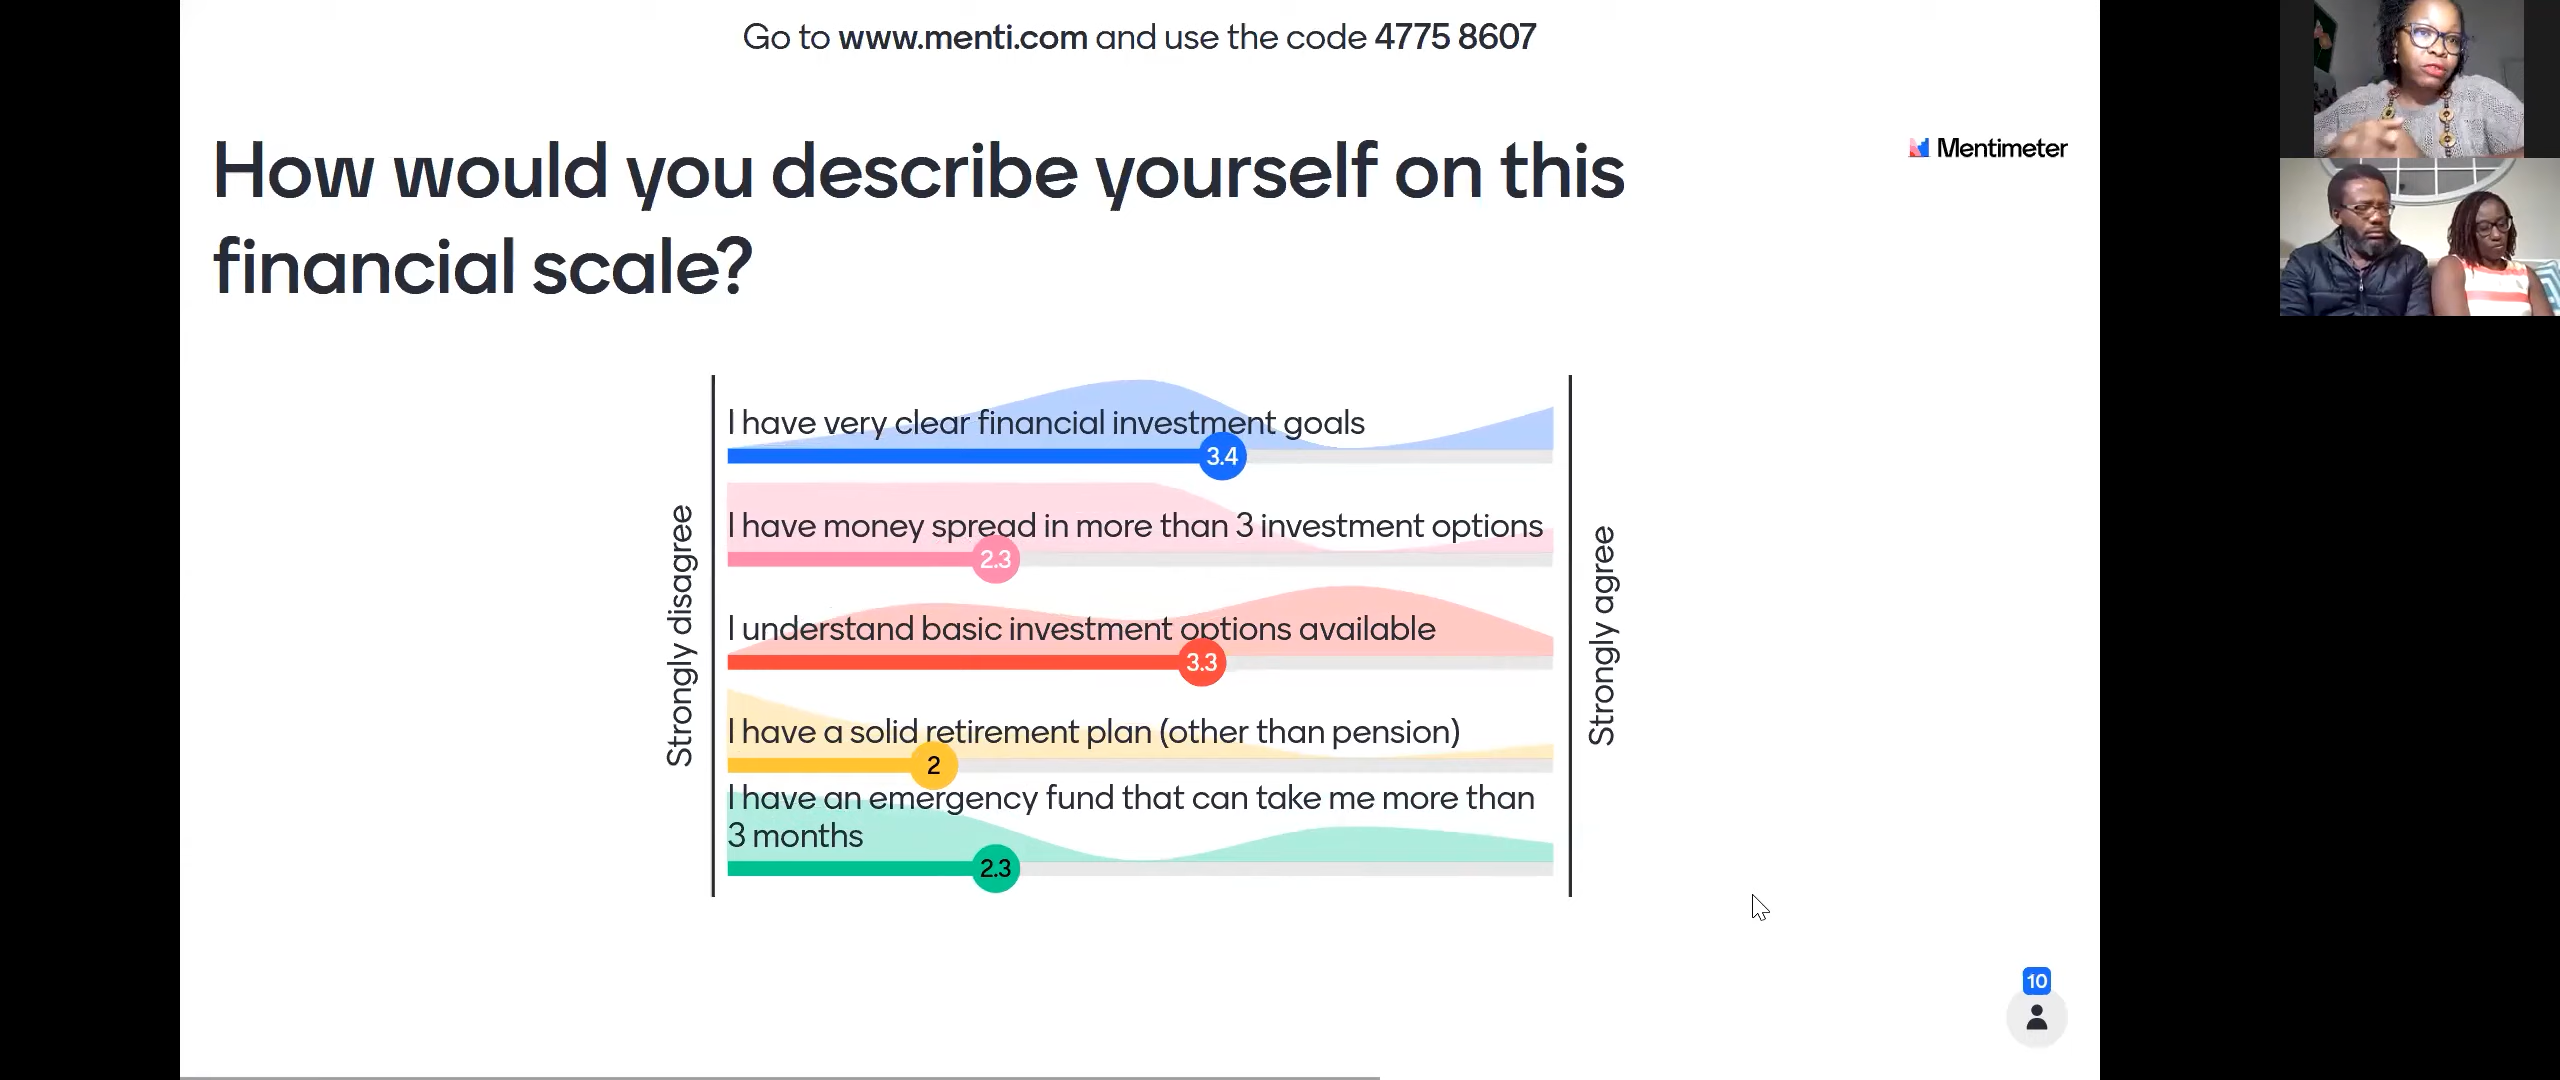 Go to www.menti.com and use the code 4775 8607
How would you describe yourself on this
financial scale?
Mentimeter
Strongly disagree
I have very clear financial investment goals
3.4
I have money spread in more than 3 investment options
2.3
I understand basic investment options available
3.3
I have a solid retirement plan (other than pension)
2
I have an emergency fund that can take me more than
3 months
2.3
Strongly agree
10